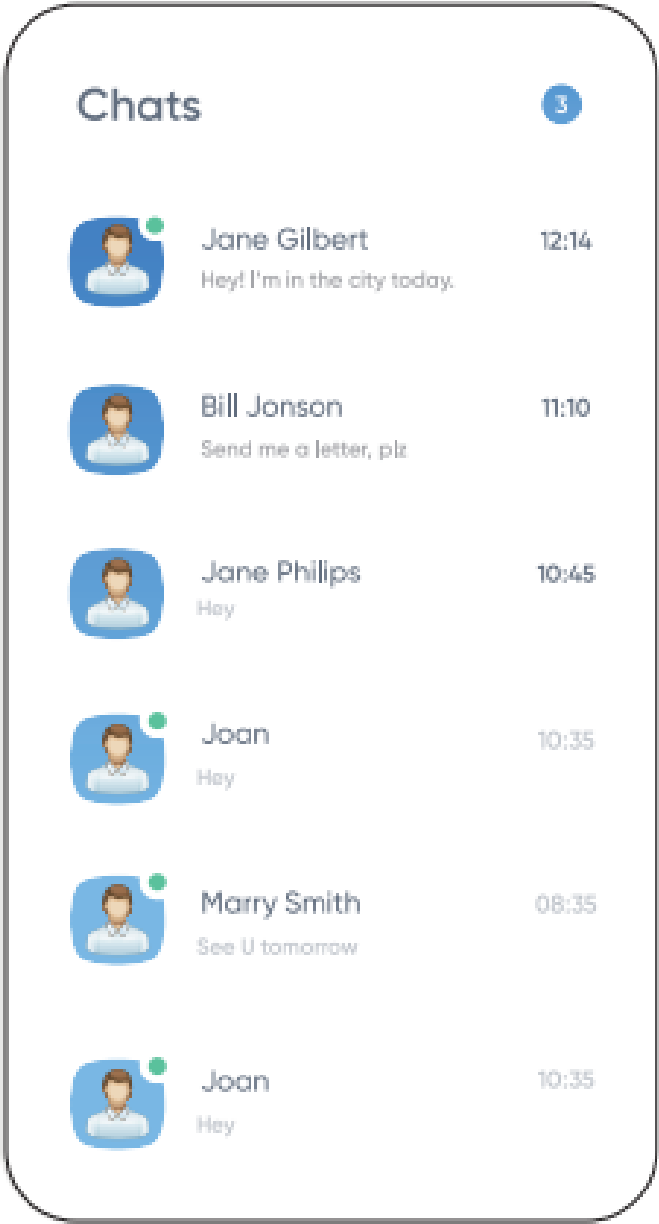 Chats
3
Jane Gilbert
12:14
Hey! I'm in the city today.
Bill Jonson
11:10
Send me a letter, plz
Jane Philips
10:45
Hey
Joan
10:35
Hey
Marry Smith
08:35
See U tomorrow
Joan
10:35
Hey